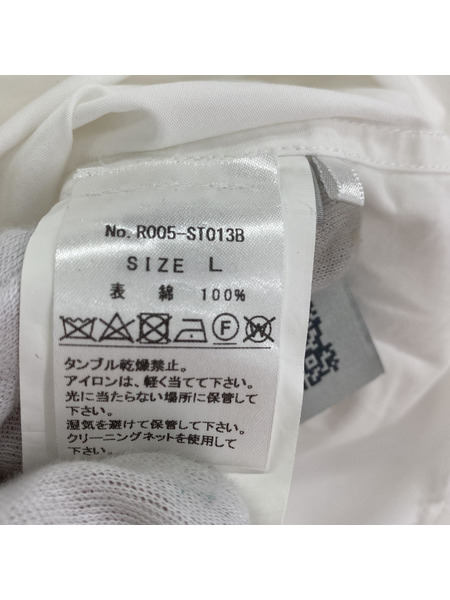 No. R005-ST013B
SIZE L
表 綿 100%
F W
タンブル乾燥禁止。
アイロンは、軽く当てて下さい。
光に当たらない場所に保管して
下さい。
湿気を避けて保管して下さい。
クリーニングネットを使用して
下さい。